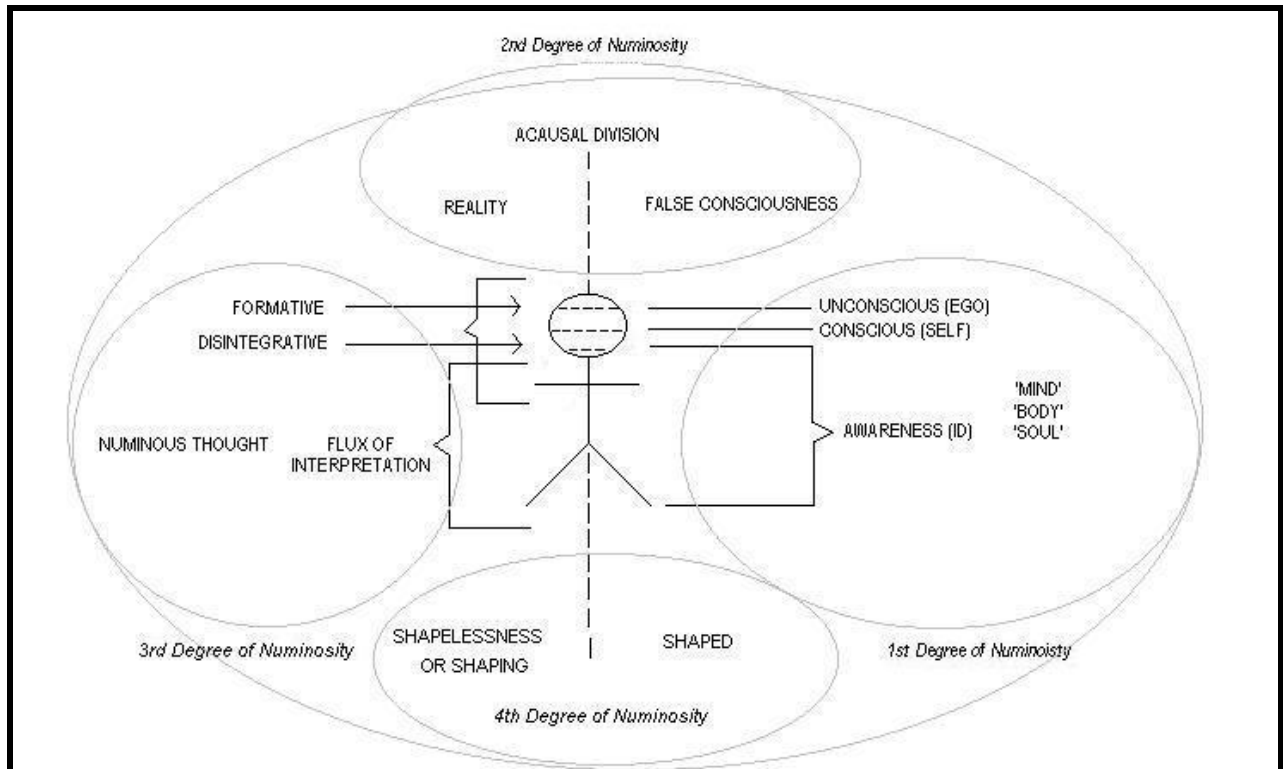 2nd Degree of Numinosity
ACAUSAL DIVISION
REALITY
FALSE CONSCIOUSNESS
FORMATIVE
DISINTEGRATIVE
UNCONSCIOUS (EGO)
CONSCIOUS (SELF)
'MIND'
'BODY'
'SOUL'
NUMINOUS THOUGHT
FLUX OF
INTERPRETATION
AWARENESS (ID)
3rd Degree of Numinosity
SHAPELESSNESS
OR SHAPING
SHAPED
1st Degree of Numinoisty
4th Degree of Numinosity